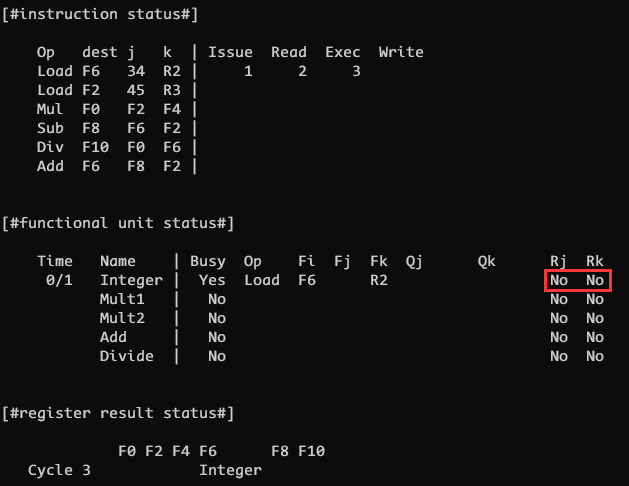 [#instruction status#]
Op dest j k | Issue Read Exec Write
Load F6 34 R2 | 1 2 3
Load F2 45 R3 |
Mul F0 F2 F4 |
Sub F8 F6 F2 |
Div F10 F0 F6 |
Add F6 F8 F2 |
[#functional unit status#]
Time Name | Busy Op Fi Fj Fk Qj Qk Rj Rk
0/1 Integer | Yes Load F6 R2 No No
Mult1 | No No No
Mult2 | No No No
Add | No No No
Divide | No No No
[#register result status#]
F0 F2 F4 F6 F8 F10
Cycle 3 Integer